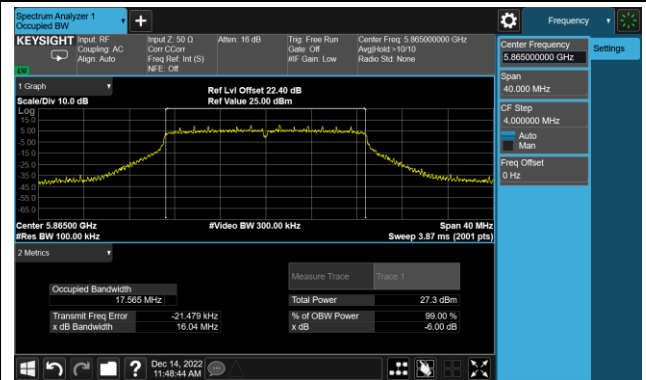 Spectrum Analyzer 1
Occupied BW
Frequency
KEYSIGHT
Input: RF
Coupling: AC
Align: Auto
Input Z: 50 Ω
Corr CCorr
Freq Ref: Int (S)
NFE: Off
Atten: 16 dB
Trig: Free Run
Gate: Off
#IF Gain: Low
Center Freq: 5.865000000 GHz
Avg|Hold:>10/10
Radio Std: None
Center Frequency
5.865000000 GHz
Settings
Span
40.000 MHz
CF Step
4.000000 MHz
Auto
Man
Freq Offset
0 Hz
1 Graph
Scale/Div 10.0 dB
Ref Lvl Offset 22.40 dB
Ref Value 25.00 dBm
Log
15.0
5.00
-5.00
-15.0
-25.0
-35.0
-45.0
-55.0
-65.0
Center 5.86500 GHz
#Video BW 300.00 kHz
Span 40 MHz
#Res BW 100.00 kHz
Sweep 3.87 ms (2001 pts)
2 Metrics
Measure Trace
Trace 1
Occupied Bandwidth
17.565 MHz
Total Power
27.3 dBm
Transmit Freq Error
-21.479 kHz
% of OBW Power
99.00 %
x dB Bandwidth
16.04 MHz
x dB
-6.00 dB
Dec 14, 2022
11:48:44 AM